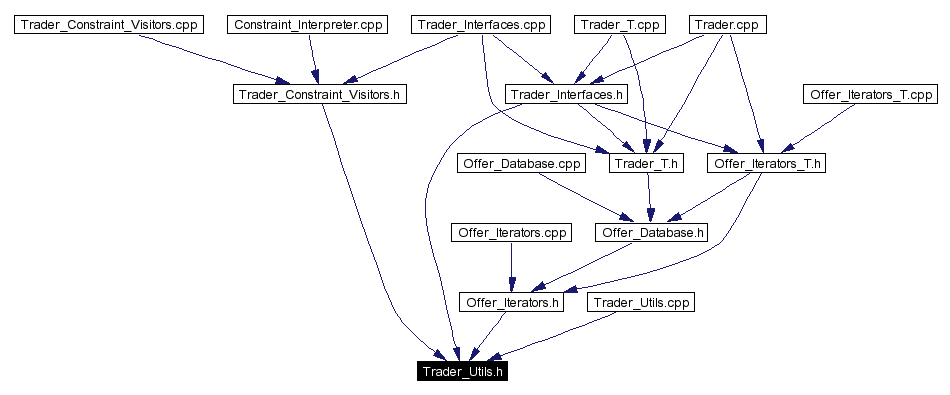 Trader_Constraint_Visitors.cpp
Constraint_Interpreter.cpp
Trader_Interfaces.cpp
Trader_T.cpp
Trader.cpp
Trader_Constraint_Visitors.h
Trader_Interfaces.h
Offer_Iterators_T.cpp
Offer_Database.cpp
Trader_T.h
Offer_Iterators_T.h
Offer_Iterators.cpp
Offer_Database.h
Offer_Iterators.h
Trader_Utils.cpp
Trader_Utils.h